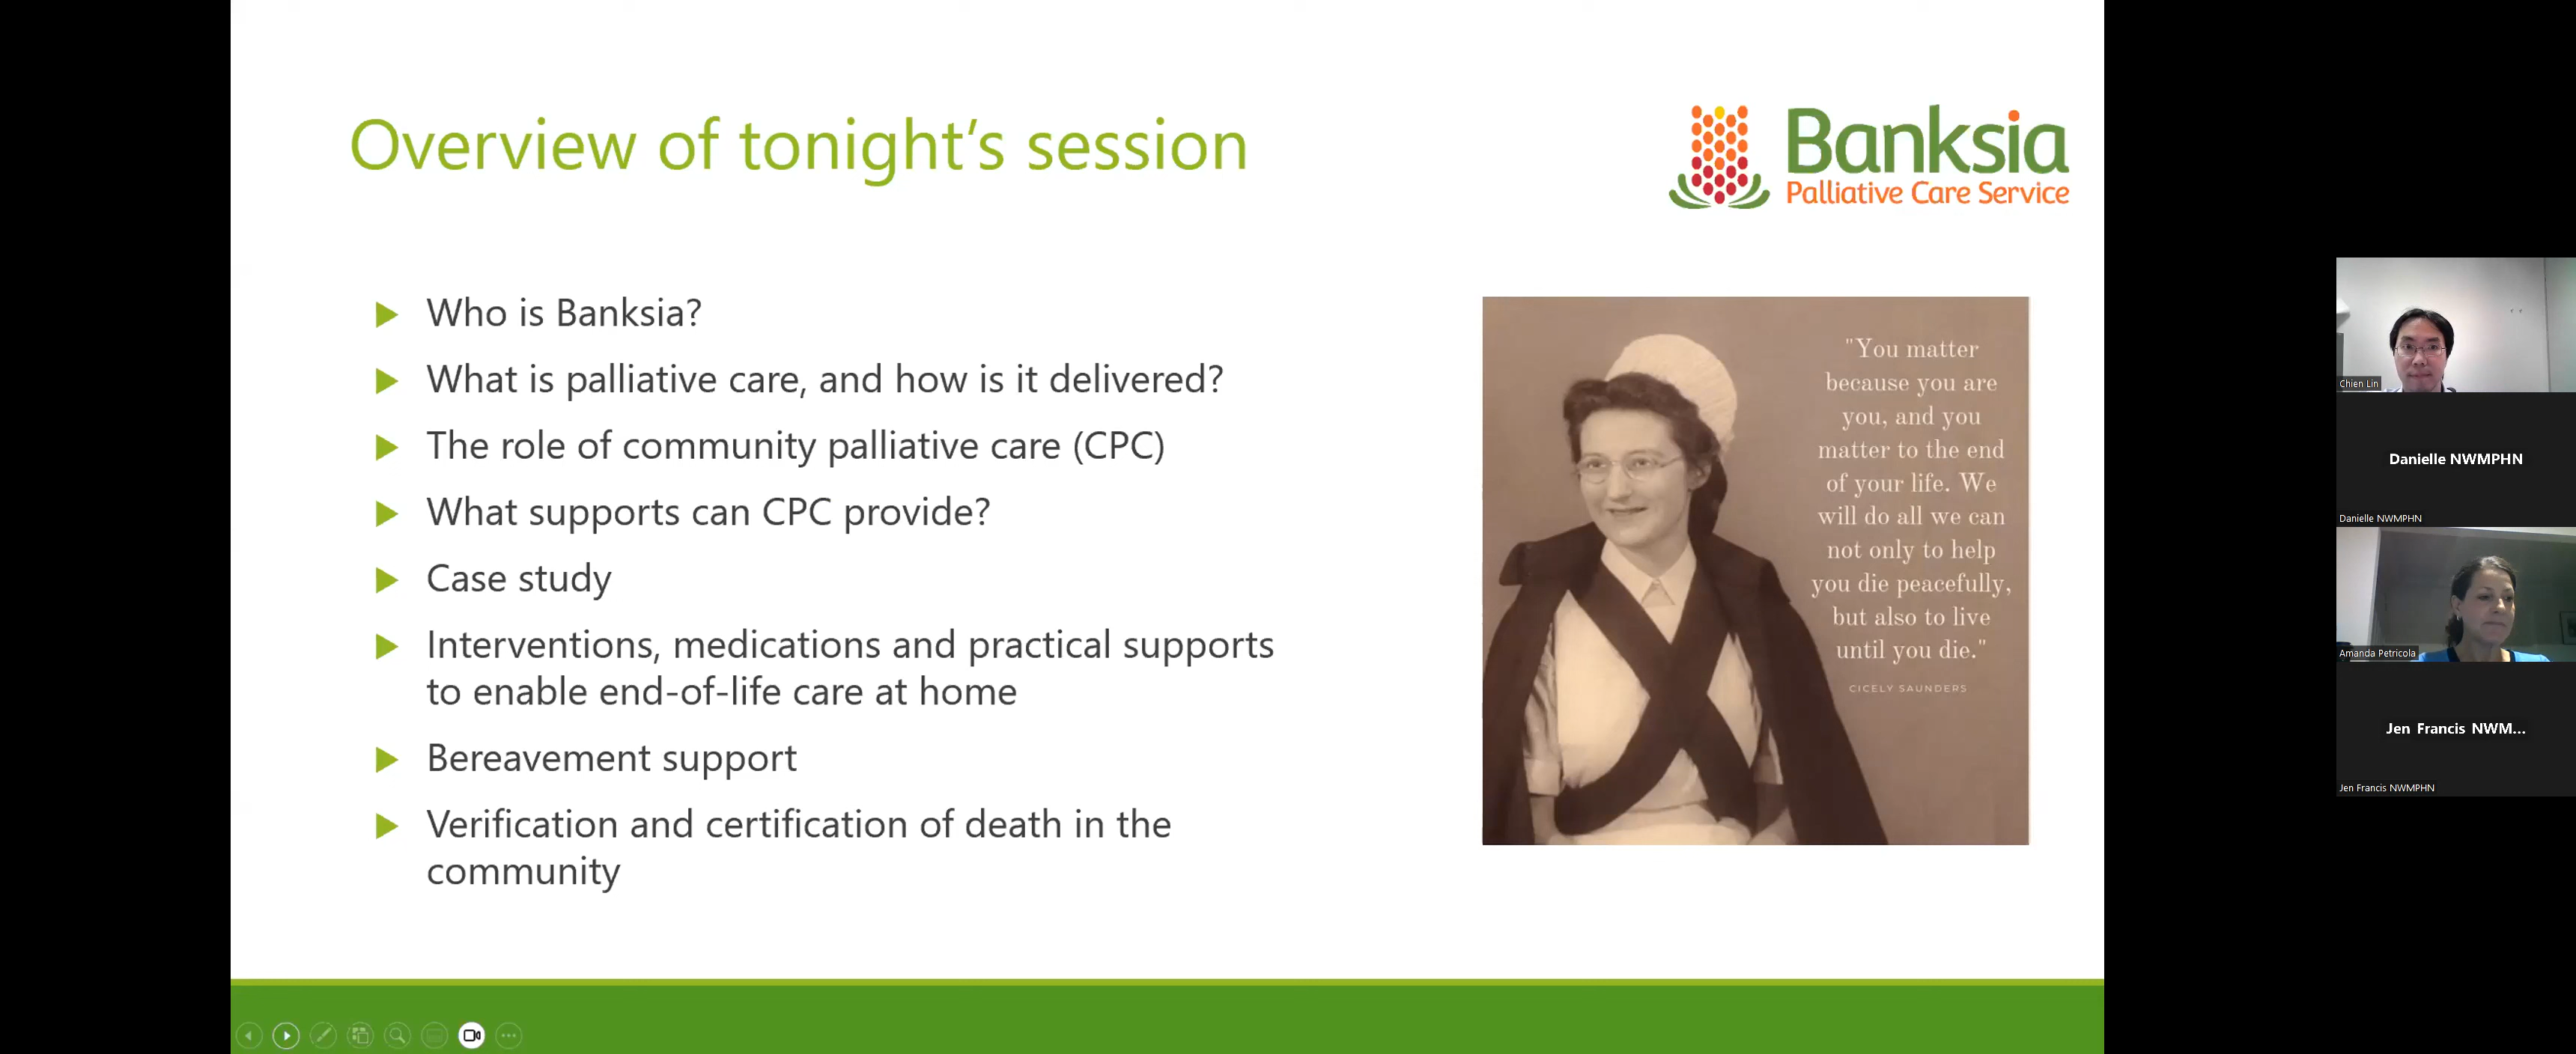 Overview of tonight's session
Banksia
Palliative Care Service
Who is Banksia?
What is palliative care, and how is it delivered?
The role of community palliative care (CPC)
What supports can CPC provide?
Case study
Interventions, medications and practical supports
to enable end-of-life care at home
Bereavement support
Verification and certification of death in the
community
"You matter
because you are
you, and you
matter to the end
of your life. We
will do all we can
not only to help
you die peacefully,
but also to live
until you die."
CICELY SAUNDERS
Chien Lin
Danielle NWMPHN
Danielle NWMPHN
Amanda Petricola
Jen Francis NWM...
Jen Francis NWMPHN